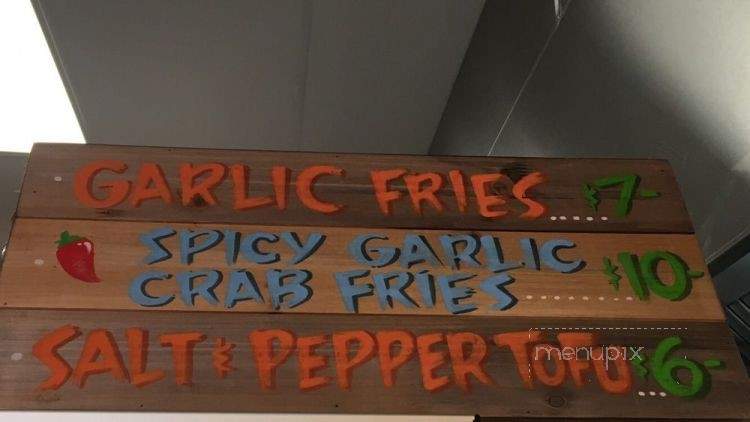 GARLIC FRIES ..... $7-
SPICY GARLIC
CRAB FRIES ......... $10-
SALT & PEPPER TOFU ... $6-
menupix